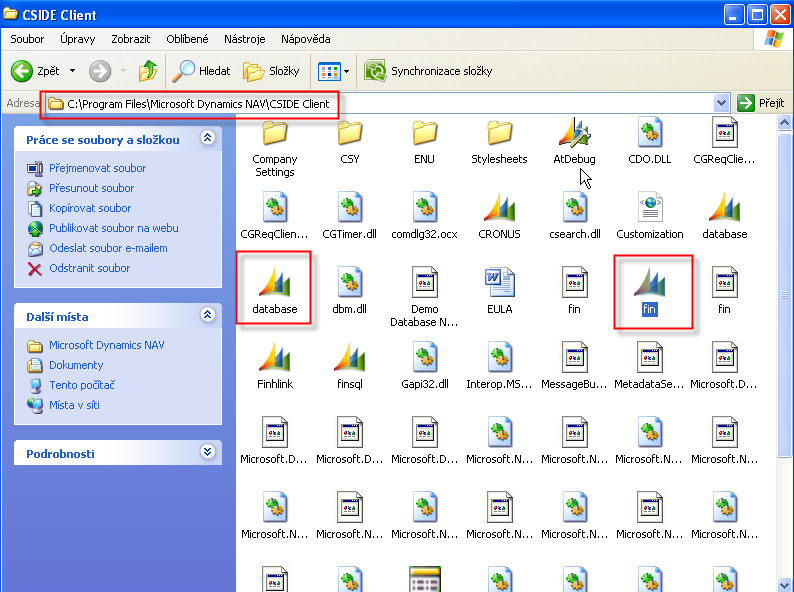 CSIDE Client
Soubor Úpravy Zobrazit Oblíbené Nástroje Nápověda
Zpět Hledat Složky Synchronizace složky
Adresa C:\Program Files\Microsoft Dynamics NAV\CSIDE Client Přejít
Práce se soubory a složkou
Přejmenovat soubor
Přesunout soubor
Kopírovat soubor
Publikovat soubor na webu
Odeslat soubor e-mailem
Odstranit soubor
Další místa
Microsoft Dynamics NAV
Dokumenty
Tento počítač
Místa v síti
Podrobnosti
Company Settings CSY ENU Stylesheets AtDebug CDO.DLL CGReqClie...
CGReqClien... CGTimer.dll comdlg32.ocx CRONUS csearch.dll Customization database
database dbm.dll Demo Database N... EULA fin fin fin
Finhlink finsql Gapi32.dll Interop.MS... MessageBu... MetadataSe... Microsoft.D...
Microsoft.D... Microsoft.D... Microsoft.D... Microsoft.N... Microsoft.N... Microsoft.N... Microsoft.N...
Microsoft.N... Microsoft.N... Microsoft.N... Microsoft.N... Microsoft.N... Microsoft.N... Microsoft.N...